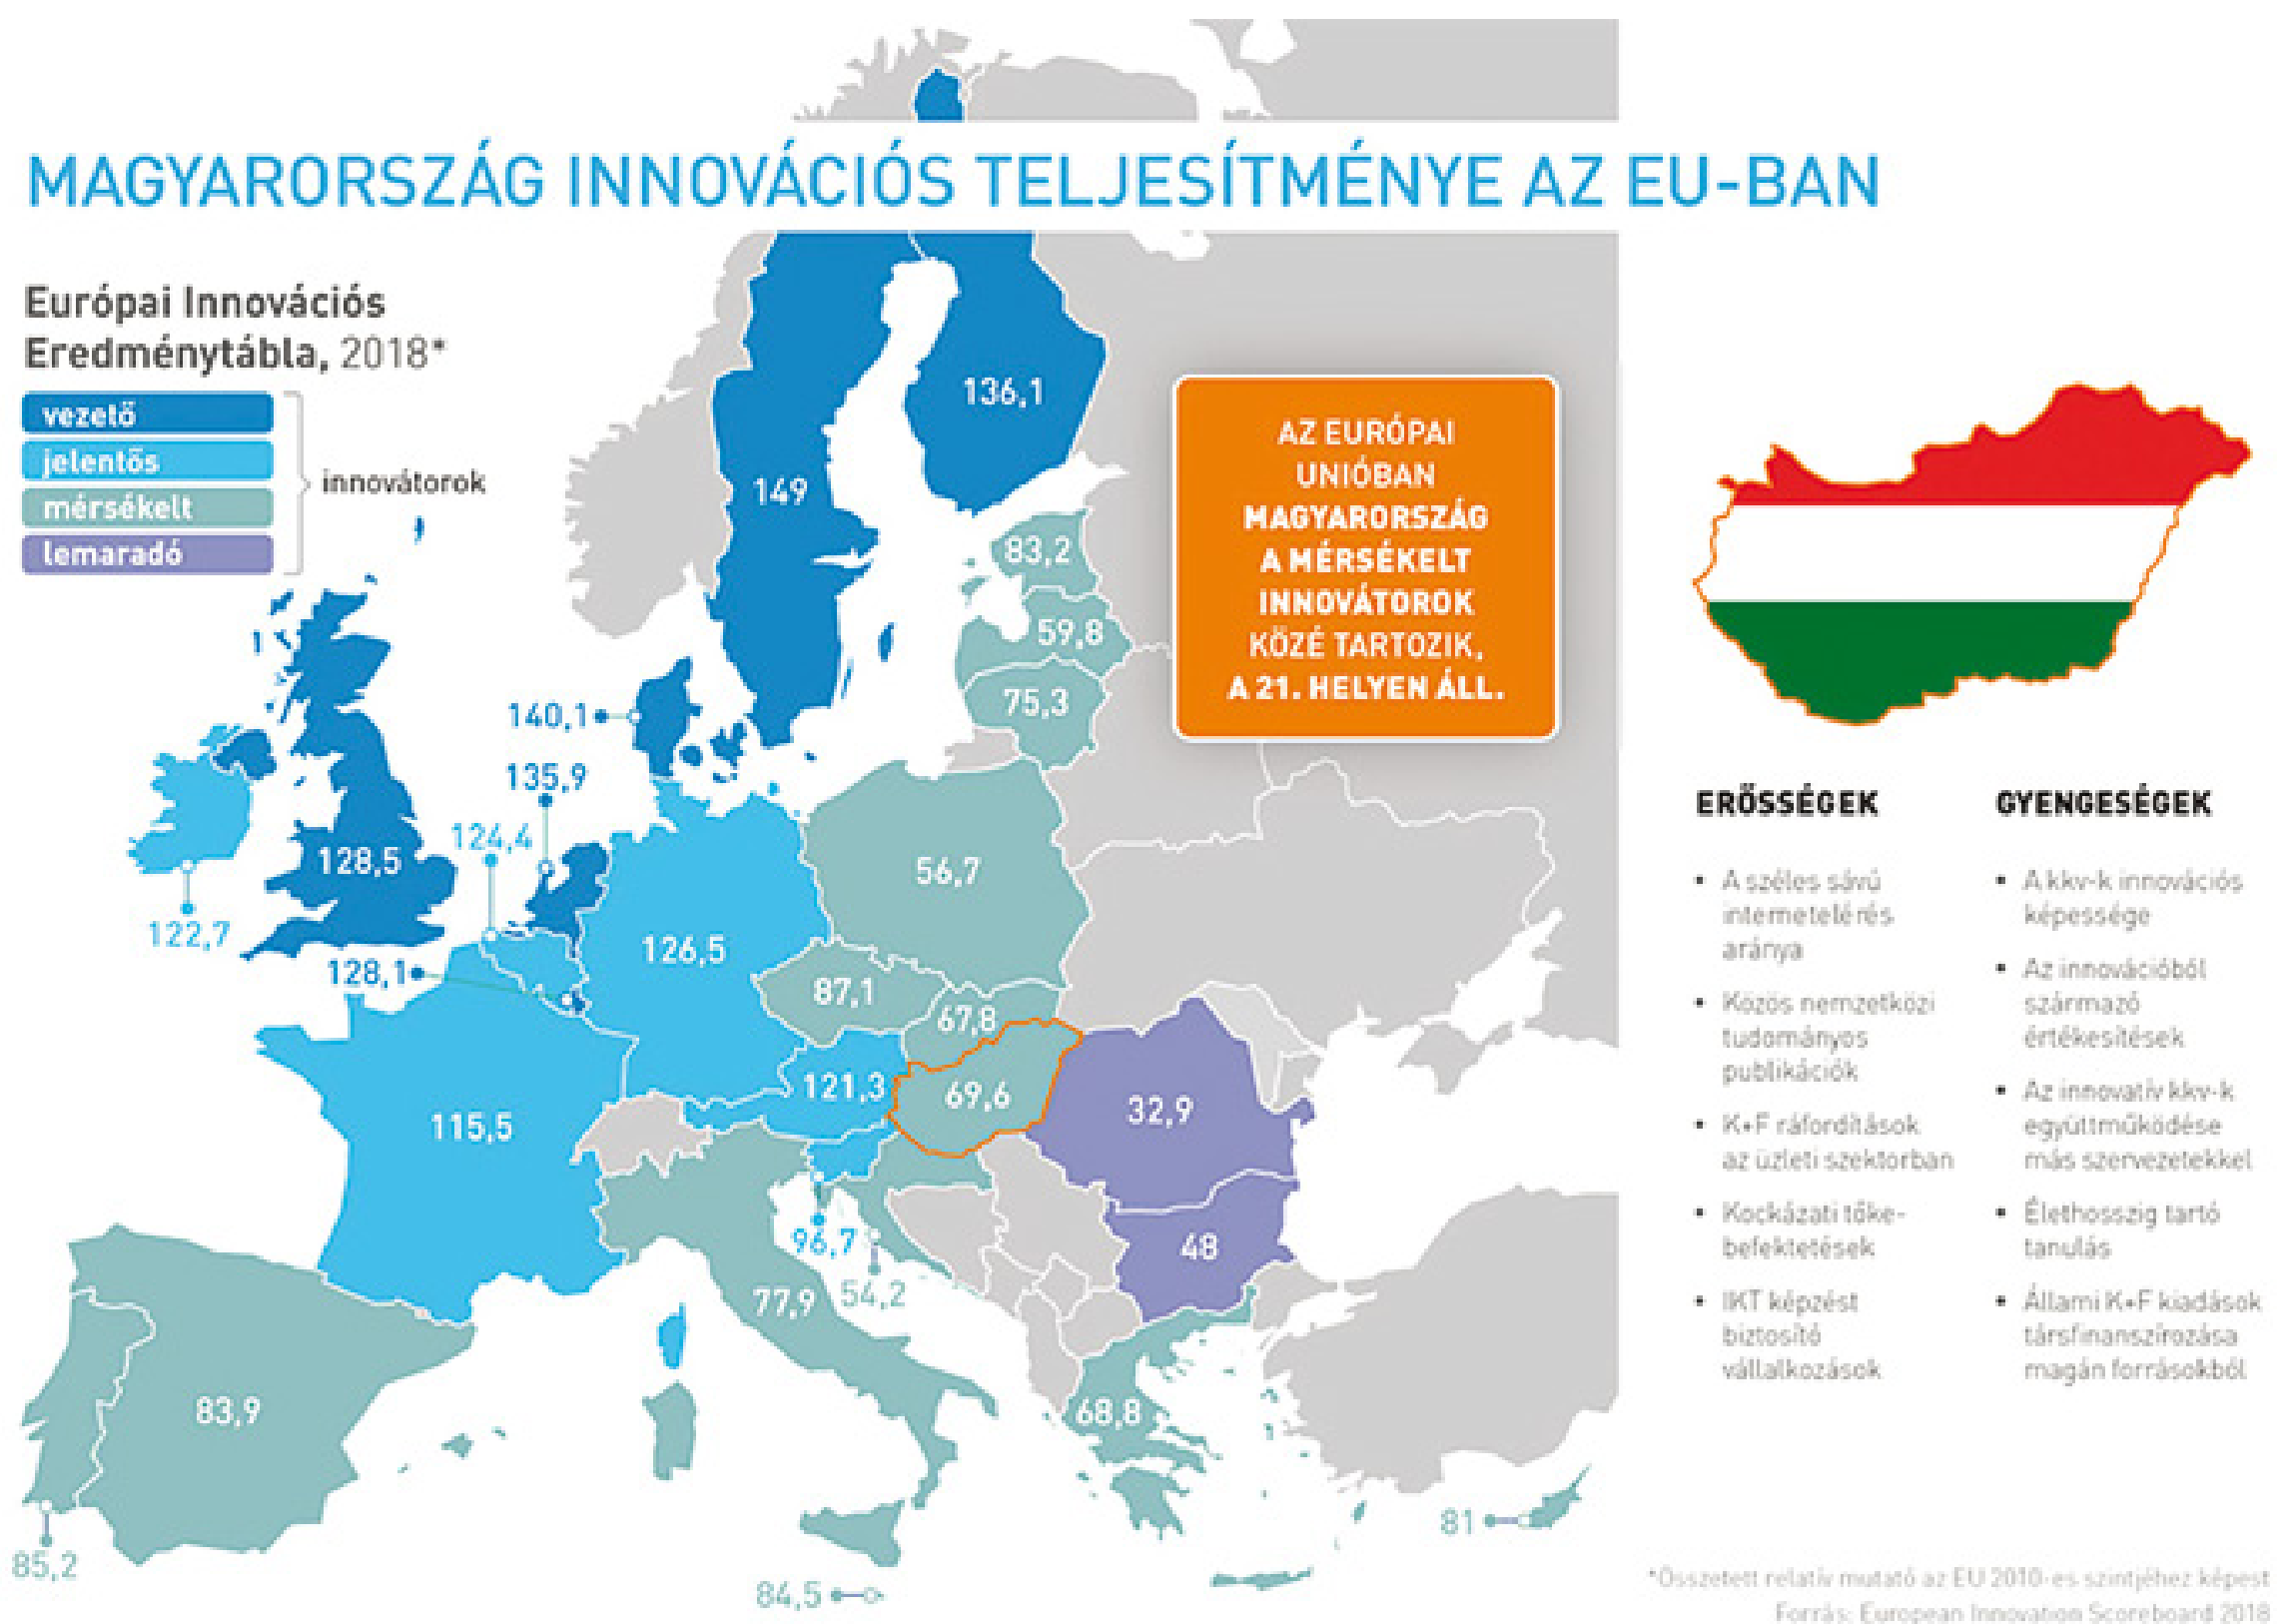 MAGYARORSZÁG INNOVÁCIÓS TELJESÍTMÉNYE AZ EU-BAN
Európai Innovációs
Eredménytábla, 2018*
vezető
jelentős
mérsékelt
lemaradó
innovátorok
136,1
149
83,2
59,8
75,3
140,1
135,9
124,4
128,5
122,7
128,1
126,5
56,7
87,1
67,8
121,3
69,6
32,9
115,5
96,7
48
54,2
77,9
83,9
68,8
81
85,2
84,5
AZ EURÓPAI
UNIÓBAN
MAGYARORSZÁG
A MÉRSÉKELT
INNOVÁTOROK
KÖZÉ TARTOZIK,
A 21. HELYEN ÁLL.
ERŐSSÉGEK
• A széles sávú
internetelérés
aránya
• Közös nemzetközi
tudományos
publikációk
• K+F ráfordítások
az üzleti szektorban
• Kockázati tőke-
befektetések
• IKT képzést
biztosító
vállalkozások
GYENGESÉGEK
• A kkv-k innovációs
képessége
• Az innovációból
származó
értékesítések
• Az innovatív kkv-k
együttműködése
más szervezetekkel
• Élethosszig tartó
tanulás
• Állami K+F kiadások
társfinanszírozása
magán forrásokból
*Összetett relatív mutató az EU 2010-es szintjéhez képest
Forrás: European Innovation Scoreboard 2018